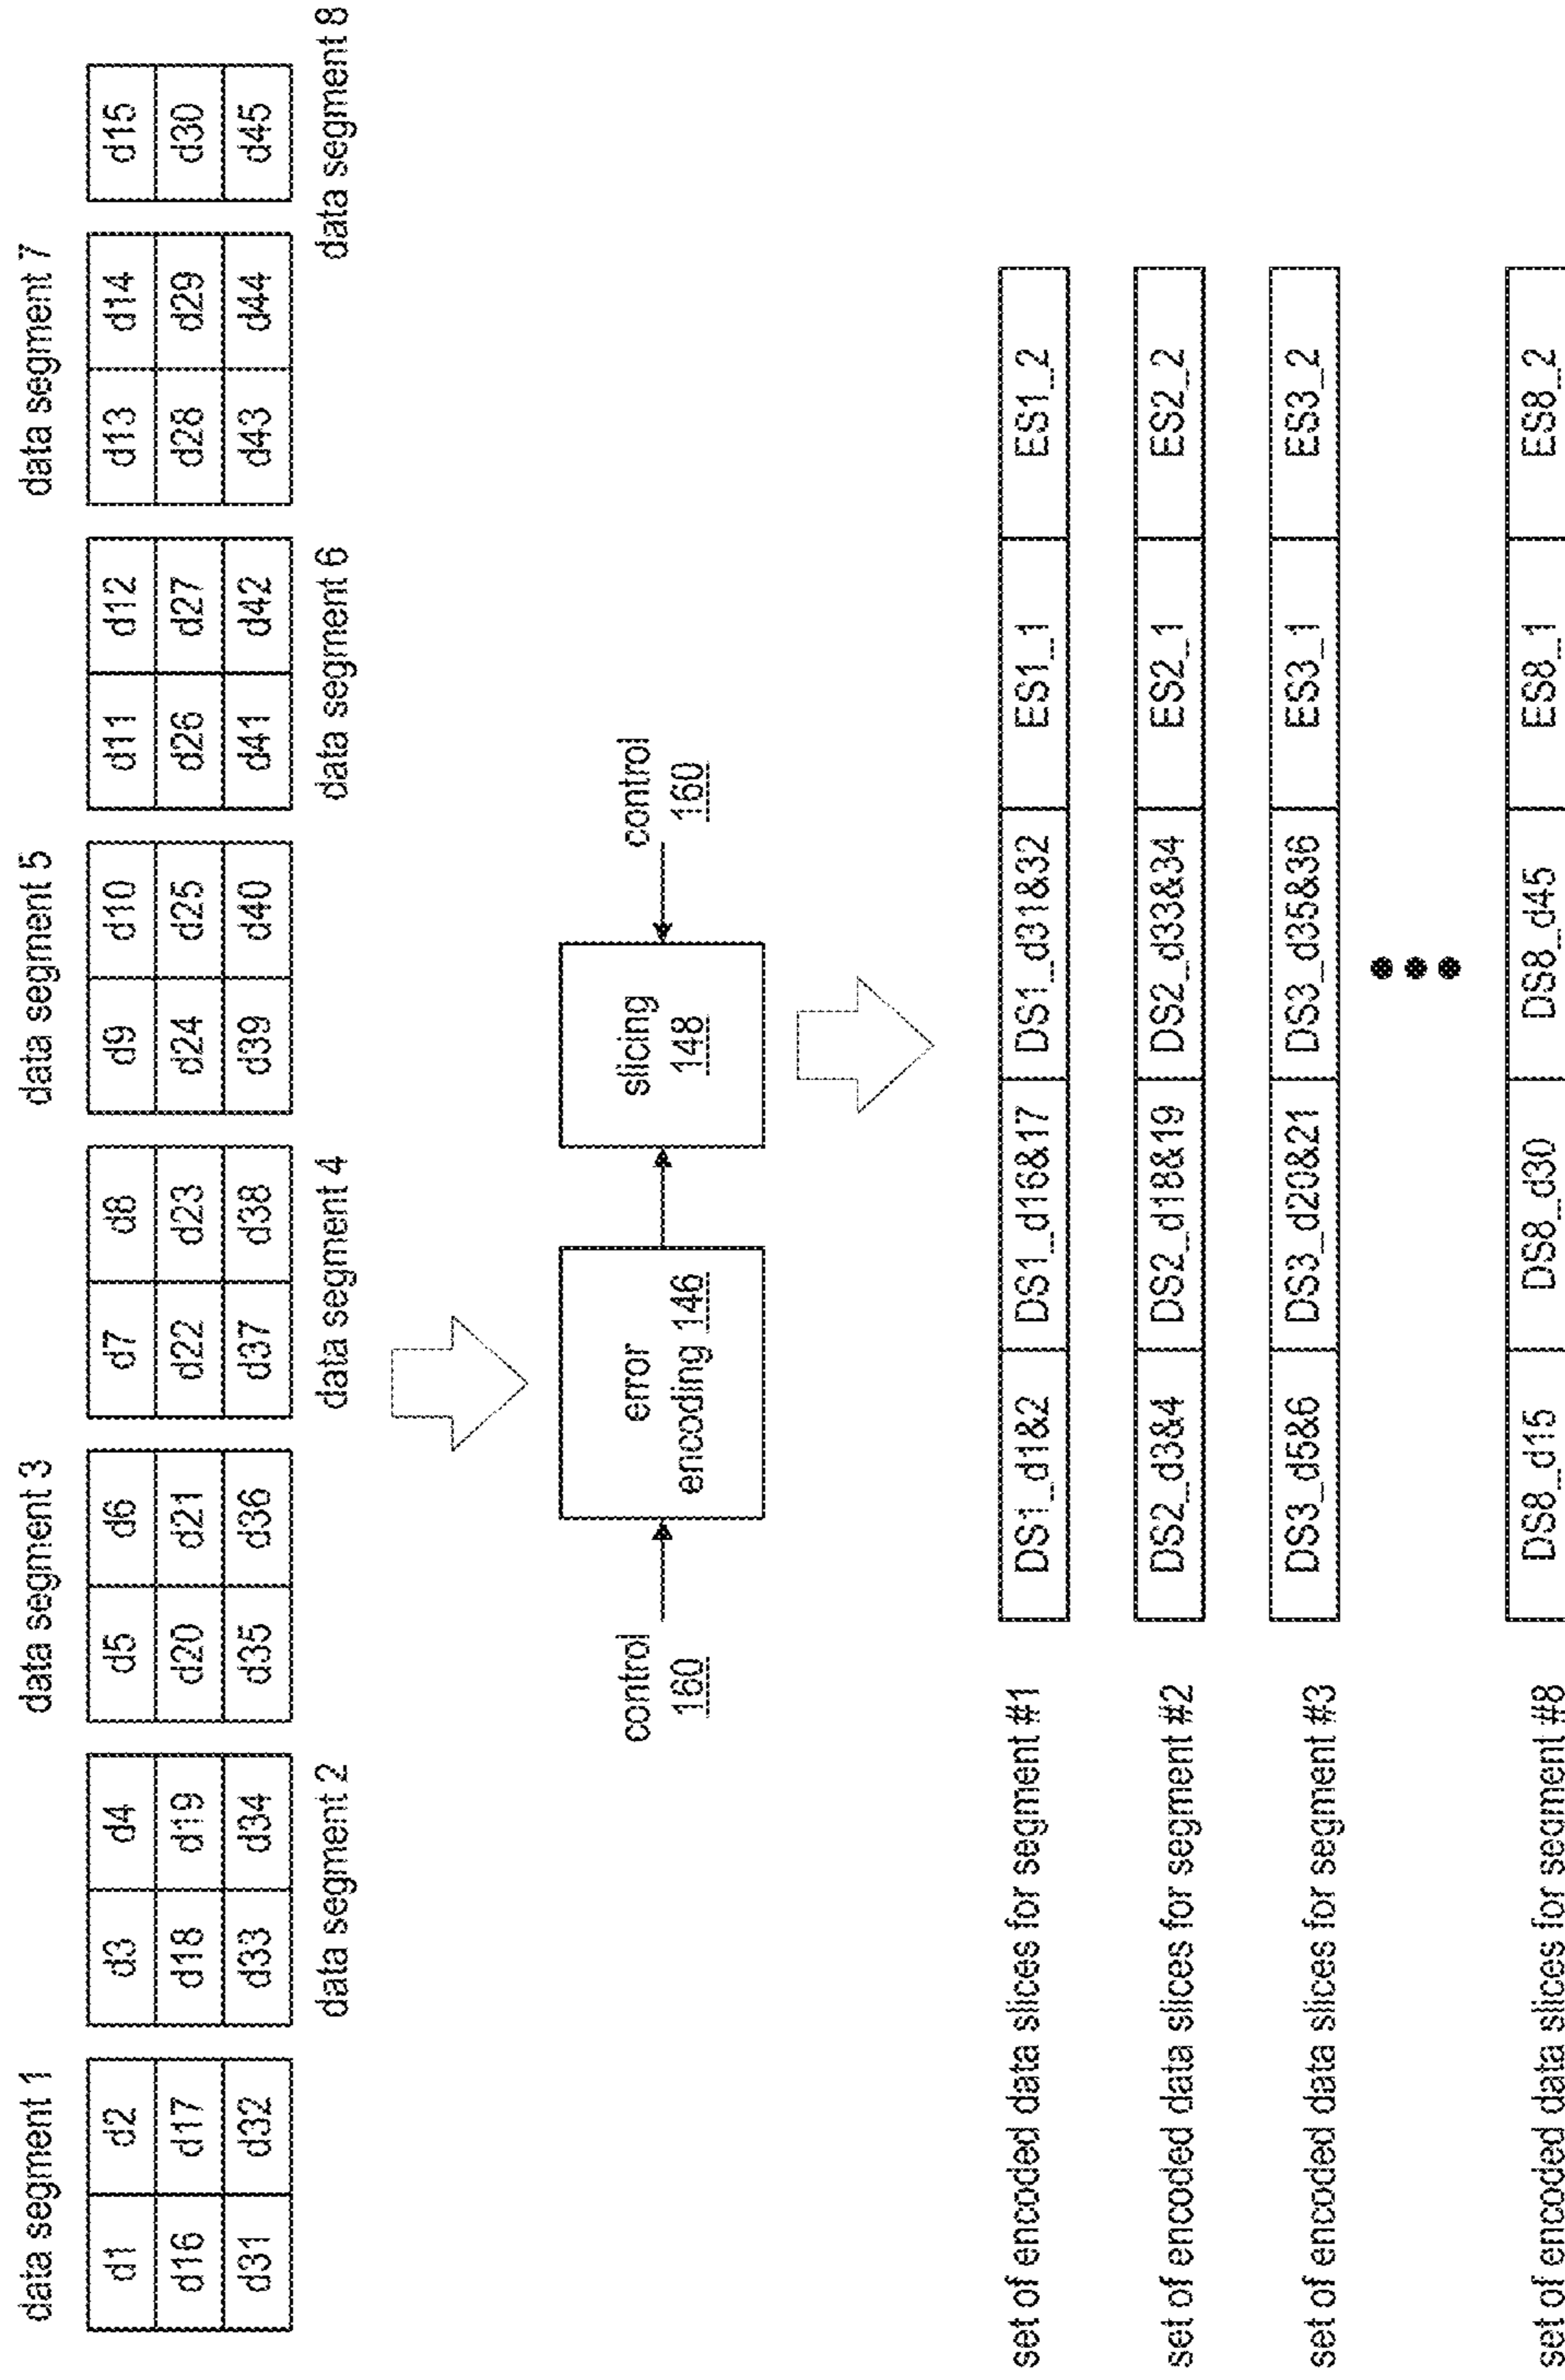 data segment 1
data segment 3
data segment 5
data segment 7
d1 d2 d3 d4 d5 d6 d7 d8 d9 d10 d11 d12 d13 d14 d15
d16 d17 d18 d19 d20 d21 d22 d23 d24 d25 d26 d27 d28 d29 d30
d31 d32 d33 d34 d35 d36 d37 d38 d39 d40 d41 d42 d43 d44 d45
data segment 2
data segment 4
data segment 6
data segment 8
control
160
error
encoding 146
slicing
148
control
160
set of encoded data slices for segment #1 DS1_d1&2 DS1_d16&17 DS1_d31&32 ES1_1 ES1_2
set of encoded data slices for segment #2 DS2_d3&4 DS2_d18&19 DS2_d33&34 ES2_1 ES2_2
set of encoded data slices for segment #3 DS3_d5&6 DS3_d20&21 DS3_d35&36 ES3_1 ES3_2
set of encoded data slices for segment #8 DS8_d15 DS8_d30 DS8_d45 ES8_1 ES8_2